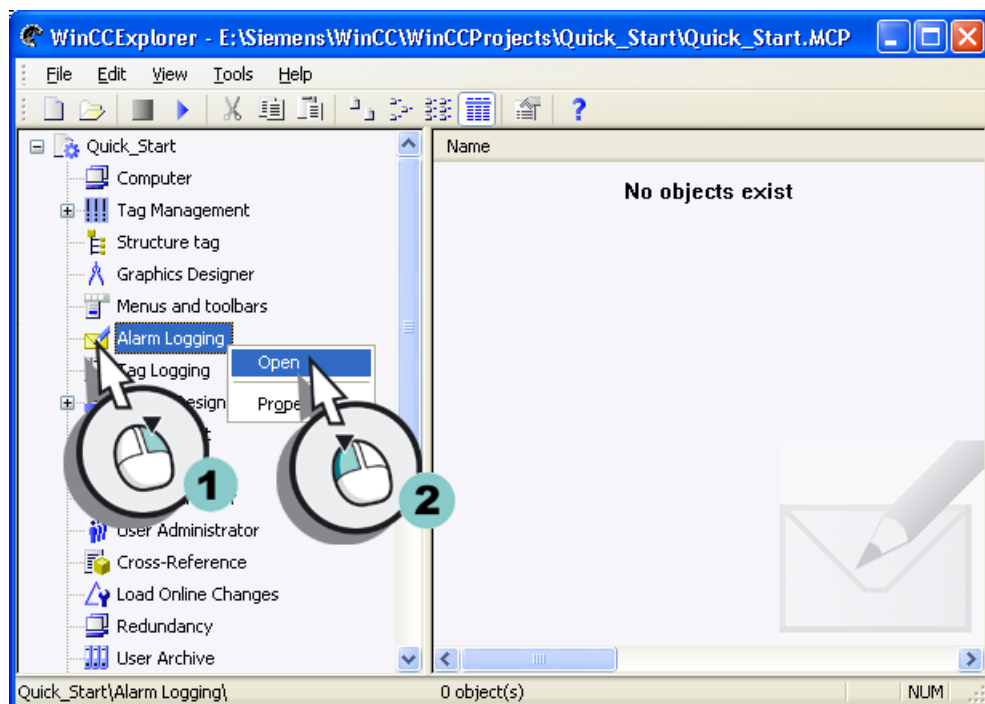 WinCCExplorer - E:\Siemens\WinCC\WinCCProjects\Quick_Start\Quick_Start.MCP
File Edit View Tools Help
Quick_Start
Computer
Tag Management
Structure tag
Graphics Designer
Menus and toolbars
Alarm Logging
Tag Logging
User Administrator
Cross-Reference
Load Online Changes
Redundancy
User Archive
Open
1
2
Name
No objects exist
Quick_Start\Alarm Logging\ 0 object(s) NUM